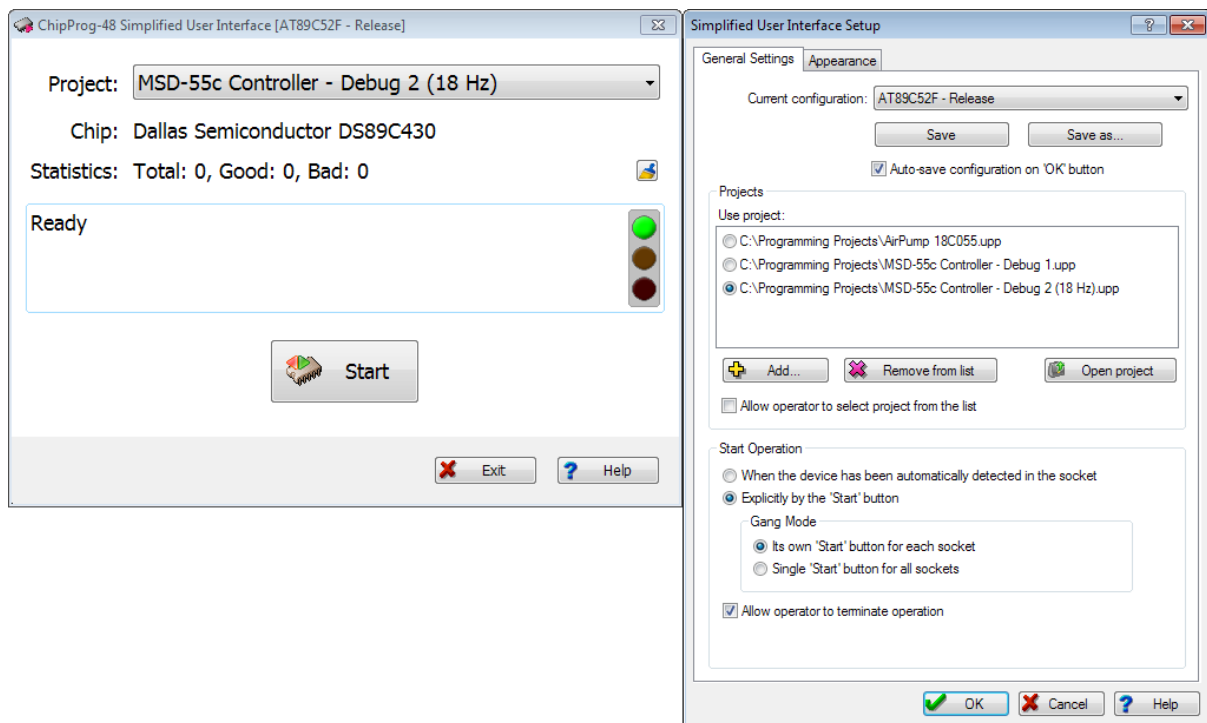 ChipProg-48 Simplified User Interface [AT89C52F - Release]
Project: MSD-55c Controller - Debug 2 (18 Hz)
Chip: Dallas Semiconductor DS89C430
Statistics: Total: 0, Good: 0, Bad: 0
Ready
Start
Exit
Help
Simplified User Interface Setup
General Settings
Appearance
Current configuration: AT89C52F - Release
Save
Save as...
Auto-save configuration on 'OK' button
Projects
Use project:
C:\Programming Projects\AirPump 18C055.upp
C:\Programming Projects\MSD-55c Controller - Debug 1.upp
C:\Programming Projects\MSD-55c Controller - Debug 2 (18 Hz).upp
Add...
Remove from list
Open project
Allow operator to select project from the list
Start Operation
When the device has been automatically detected in the socket
Explicitly by the 'Start' button
Gang Mode
Its own 'Start' button for each socket
Single 'Start' button for all sockets
Allow operator to terminate operation
OK
Cancel
Help